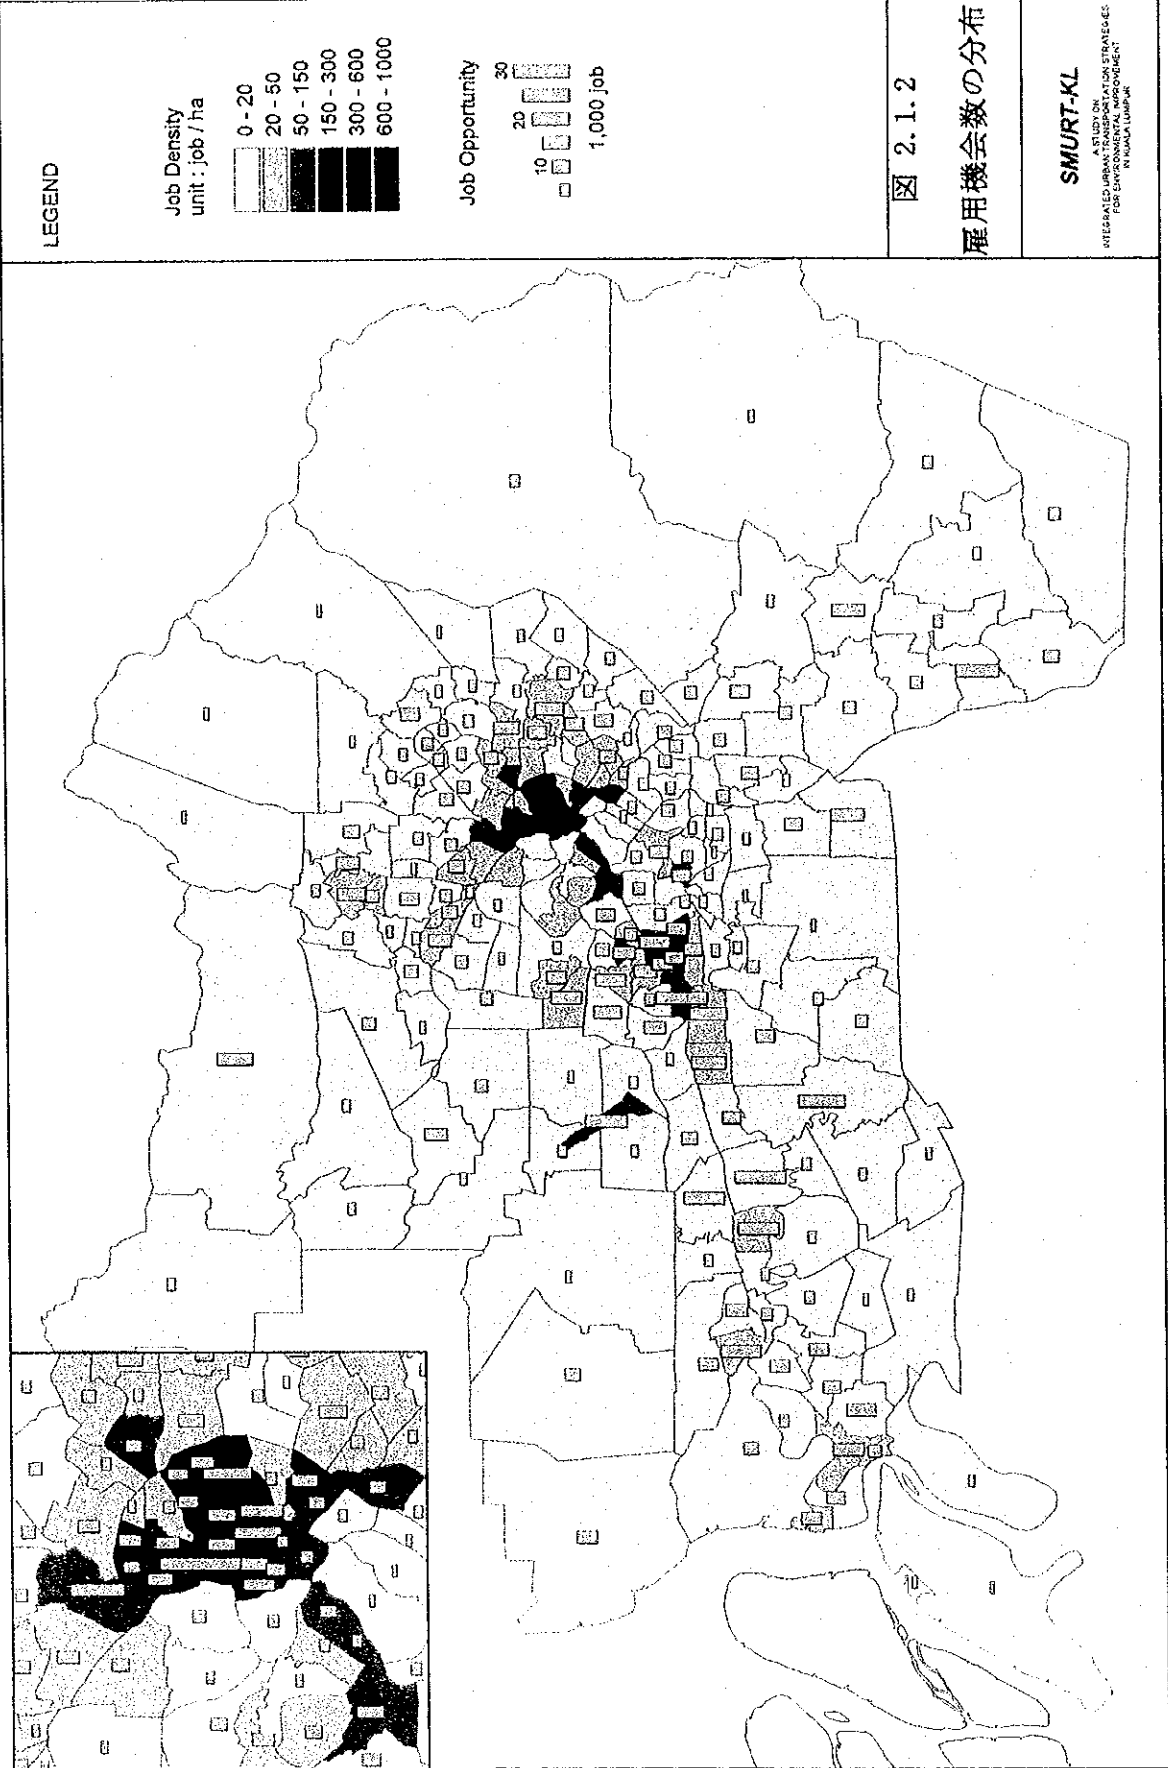 LEGEND
Job Density
unit : job / ha
0 - 20
20 - 50
50 - 150
150 - 300
300 - 600
600 - 1000
Job Opportunity
10
20
30
1,000 job
図 2.1.2
雇用機会数の分布
SMURT-KL
A STUDY ON
INTEGRATED URBAN TRANSPORTATION STRATEGIES
FOR ENVIRONMENTAL IMPROVEMENT
IN KUALA LUMPUR